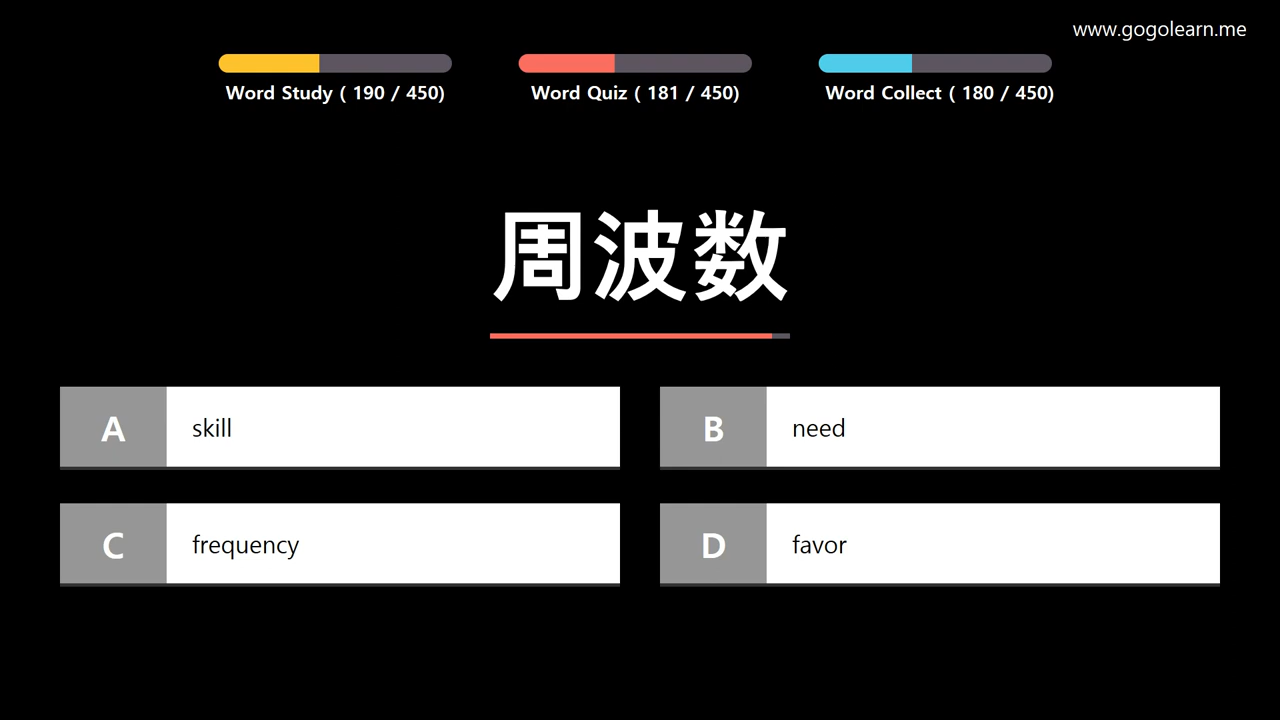 www.gogolearn.me
Word Study ( 190 / 450)
Word Quiz ( 181 / 450)
Word Collect ( 180 / 450)
周波数
A skill
B need
C frequency
D favor